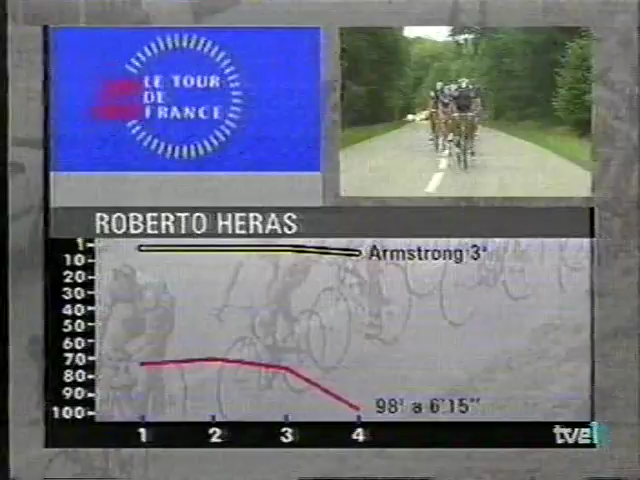 LE TOUR
DE
FRANCE
ROBERTO HERAS
1
10
20
30
40
50
60
70
80
90
100
Armstrong 3º
98º a 6'15"
1 2 3 4
tve1